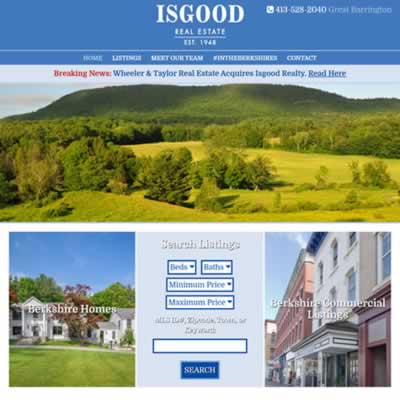 ISGOOD
REAL ESTATE
EST. 1948
413-528-2040 Great Barrington
HOME LISTINGS MEET OUR TEAM #INTHEBERKSHIRES CONTACT
Breaking News: Wheeler & Taylor Real Estate Acquires Isgood Realty. Read Here
Berkshire Homes
Search Listings
Beds Baths
Minimum Price
Maximum Price
MLS ID#, Zipcode, Town, or
Keyword
SEARCH
Berkshire Commercial
Listings